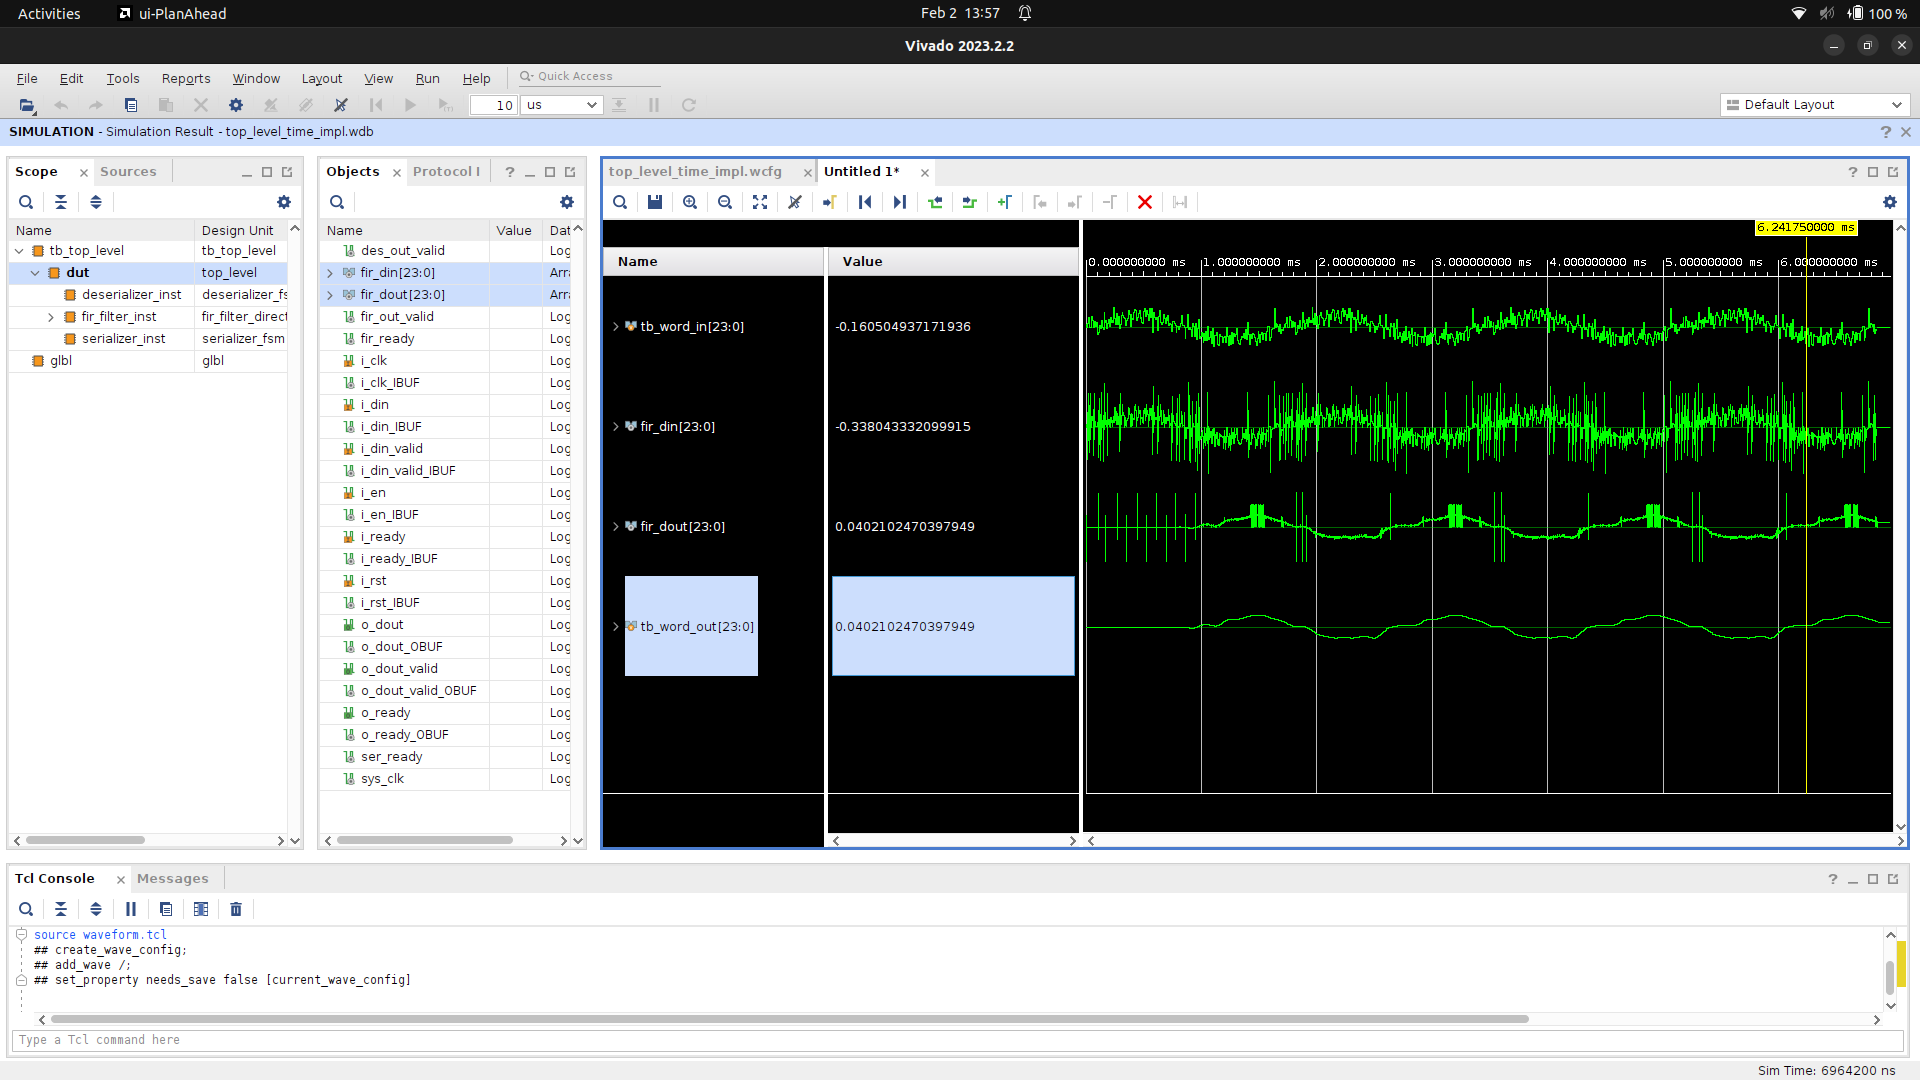 Activities
ui-PlanAhead
Feb 2 13:57
100 %
Vivado 2023.2.2
File Edit Tools Reports Window Layout View Run Help
Quick Access
10 us
Default Layout
SIMULATION - Simulation Result - top_level_time_impl.wdb
Scope
Sources
Name Design Unit
tb_top_level tb_top_level
dut top_level
deserializer_inst deserializer_fs
fir_filter_inst fir_filter_direct
serializer_inst serializer_fsm
glbl glbl
Objects
Protocol I
Name Value Dat
des_out_valid Log
fir_din[23:0] Arr
fir_dout[23:0] Arr
fir_out_valid Log
fir_ready Log
i_clk Log
i_clk_IBUF Log
i_din Log
i_din_IBUF Log
i_din_valid Log
i_din_valid_IBUF Log
i_en Log
i_en_IBUF Log
i_ready Log
i_ready_IBUF Log
i_rst Log
i_rst_IBUF Log
o_dout Log
o_dout_OBUF Log
o_dout_valid Log
o_dout_valid_OBUF Log
o_ready Log
o_ready_OBUF Log
ser_ready Log
sys_clk Log
top_level_time_impl.wcfg
Untitled 1*
6.241750000 ms
Name Value
0.000000000 ms 1.000000000 ms 2.000000000 ms 3.000000000 ms 4.000000000 ms 5.000000000 ms 6.000000000 ms
tb_word_in[23:0] -0.160504937171936
fir_din[23:0] -0.338043332099915
fir_dout[23:0] 0.0402102470397949
tb_word_out[23:0] 0.0402102470397949
Tcl Console
Messages
source waveform.tcl
## create_wave_config;
## add_wave /;
## set_property needs_save false [current_wave_config]
Type a Tcl command here
Sim Time: 6964200 ns